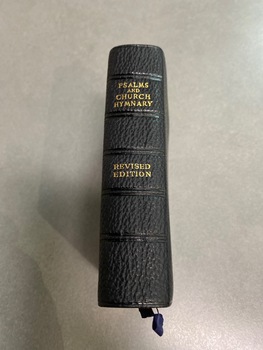 PSALMS
AND
CHURCH
HYMNARY
REVISED
EDITION